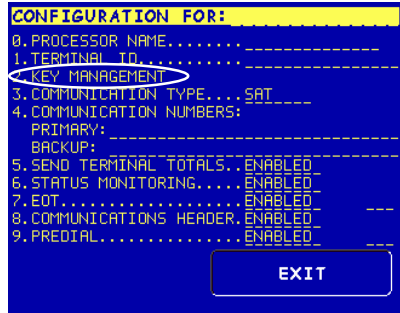 CONFIGURATION FOR:
0.PROCESSOR NAME........
1.TERMINAL ID...........
2.KEY MANAGEMENT
3.COMMUNICATION TYPE....SAT
4.COMMUNICATION NUMBERS:
PRIMARY:
BACKUP:
5.SEND TERMINAL TOTALS..ENABLED
6.STATUS MONITORING.....ENABLED
7.EOT...................ENABLED
8.COMMUNICATIONS HEADER.ENABLED
9.PREDIAL...............ENABLED
EXIT